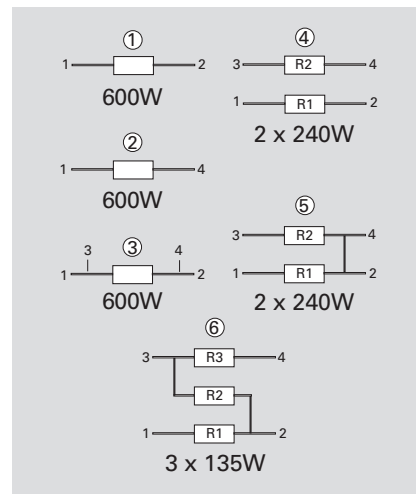 ① ④
1 2 3 R2 4
600W 1 R1 2
② 2 x 240W
1 4
600W ⑤
3 ③ 4 3 R2 4
1 2 1 R1 2
600W 2 x 240W
⑥
3 R3 4
R2
1 R1 2
3 x 135W